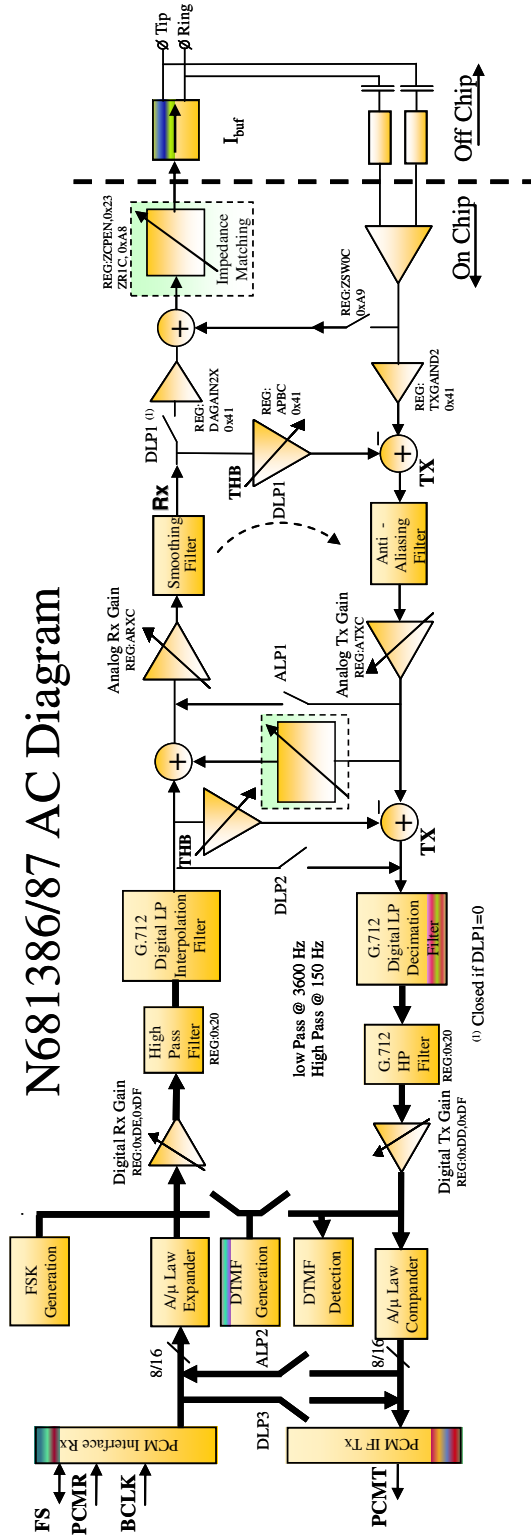 N681386/87 AC Diagram
FSK
Generation
PCM Interface Rx
FS
PCMR
BCLK
8/16
A/µ Law
Expander
Digital Rx Gain
REG:0xDE,0xDF
High
Pass
Filter
REG:0x20
G.712
Digital LP
Interpolation
Filter
THB
+
Analog Rx Gain
REG:ARXC
Smoothing
Filter
Rx
DLP1 (1)
REG:
DAGAIN2X
0x41
+
REG:ZCPEN,0x23
ZR1C, 0xA8
Impedance
Matching
Ibuf
Tip
Ring
DLP3
ALP2
DTMF
Generation
DTMF
Detection
low Pass @ 3600 Hz
High Pass @ 150 Hz
DLP2
ALP1
THB
DLP1
REG:
APBC
0x41
REG:ZSW0C
0xA9
On Chip
Off Chip
PCM IF Tx
PCMT
8/16
A/µ Law
Compander
Digital Tx Gain
REG:0xDD,0xDF
G.712
HP
Filter
REG:0x20
G.712
Digital LP
Decimation
Filter
(1) Closed if DLP1=0
–
+
TX
Analog Tx Gain
REG:ATXC
Anti -
Aliasing
Filter
–
+
TX
REG:
TXGAIND2
0x41